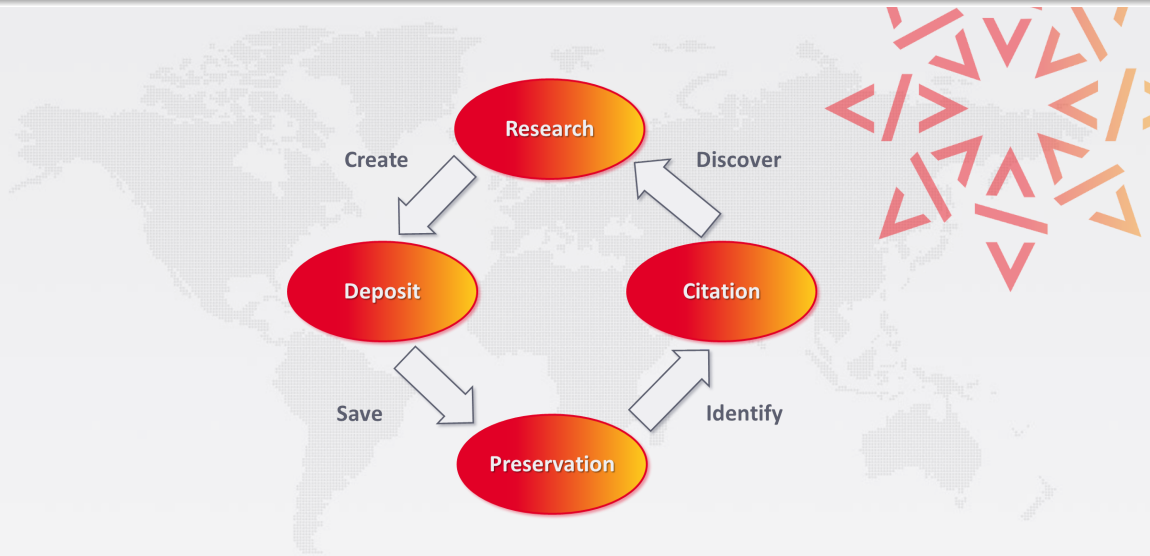 Research
Create
Discover
Deposit
Citation
Save
Identify
Preservation